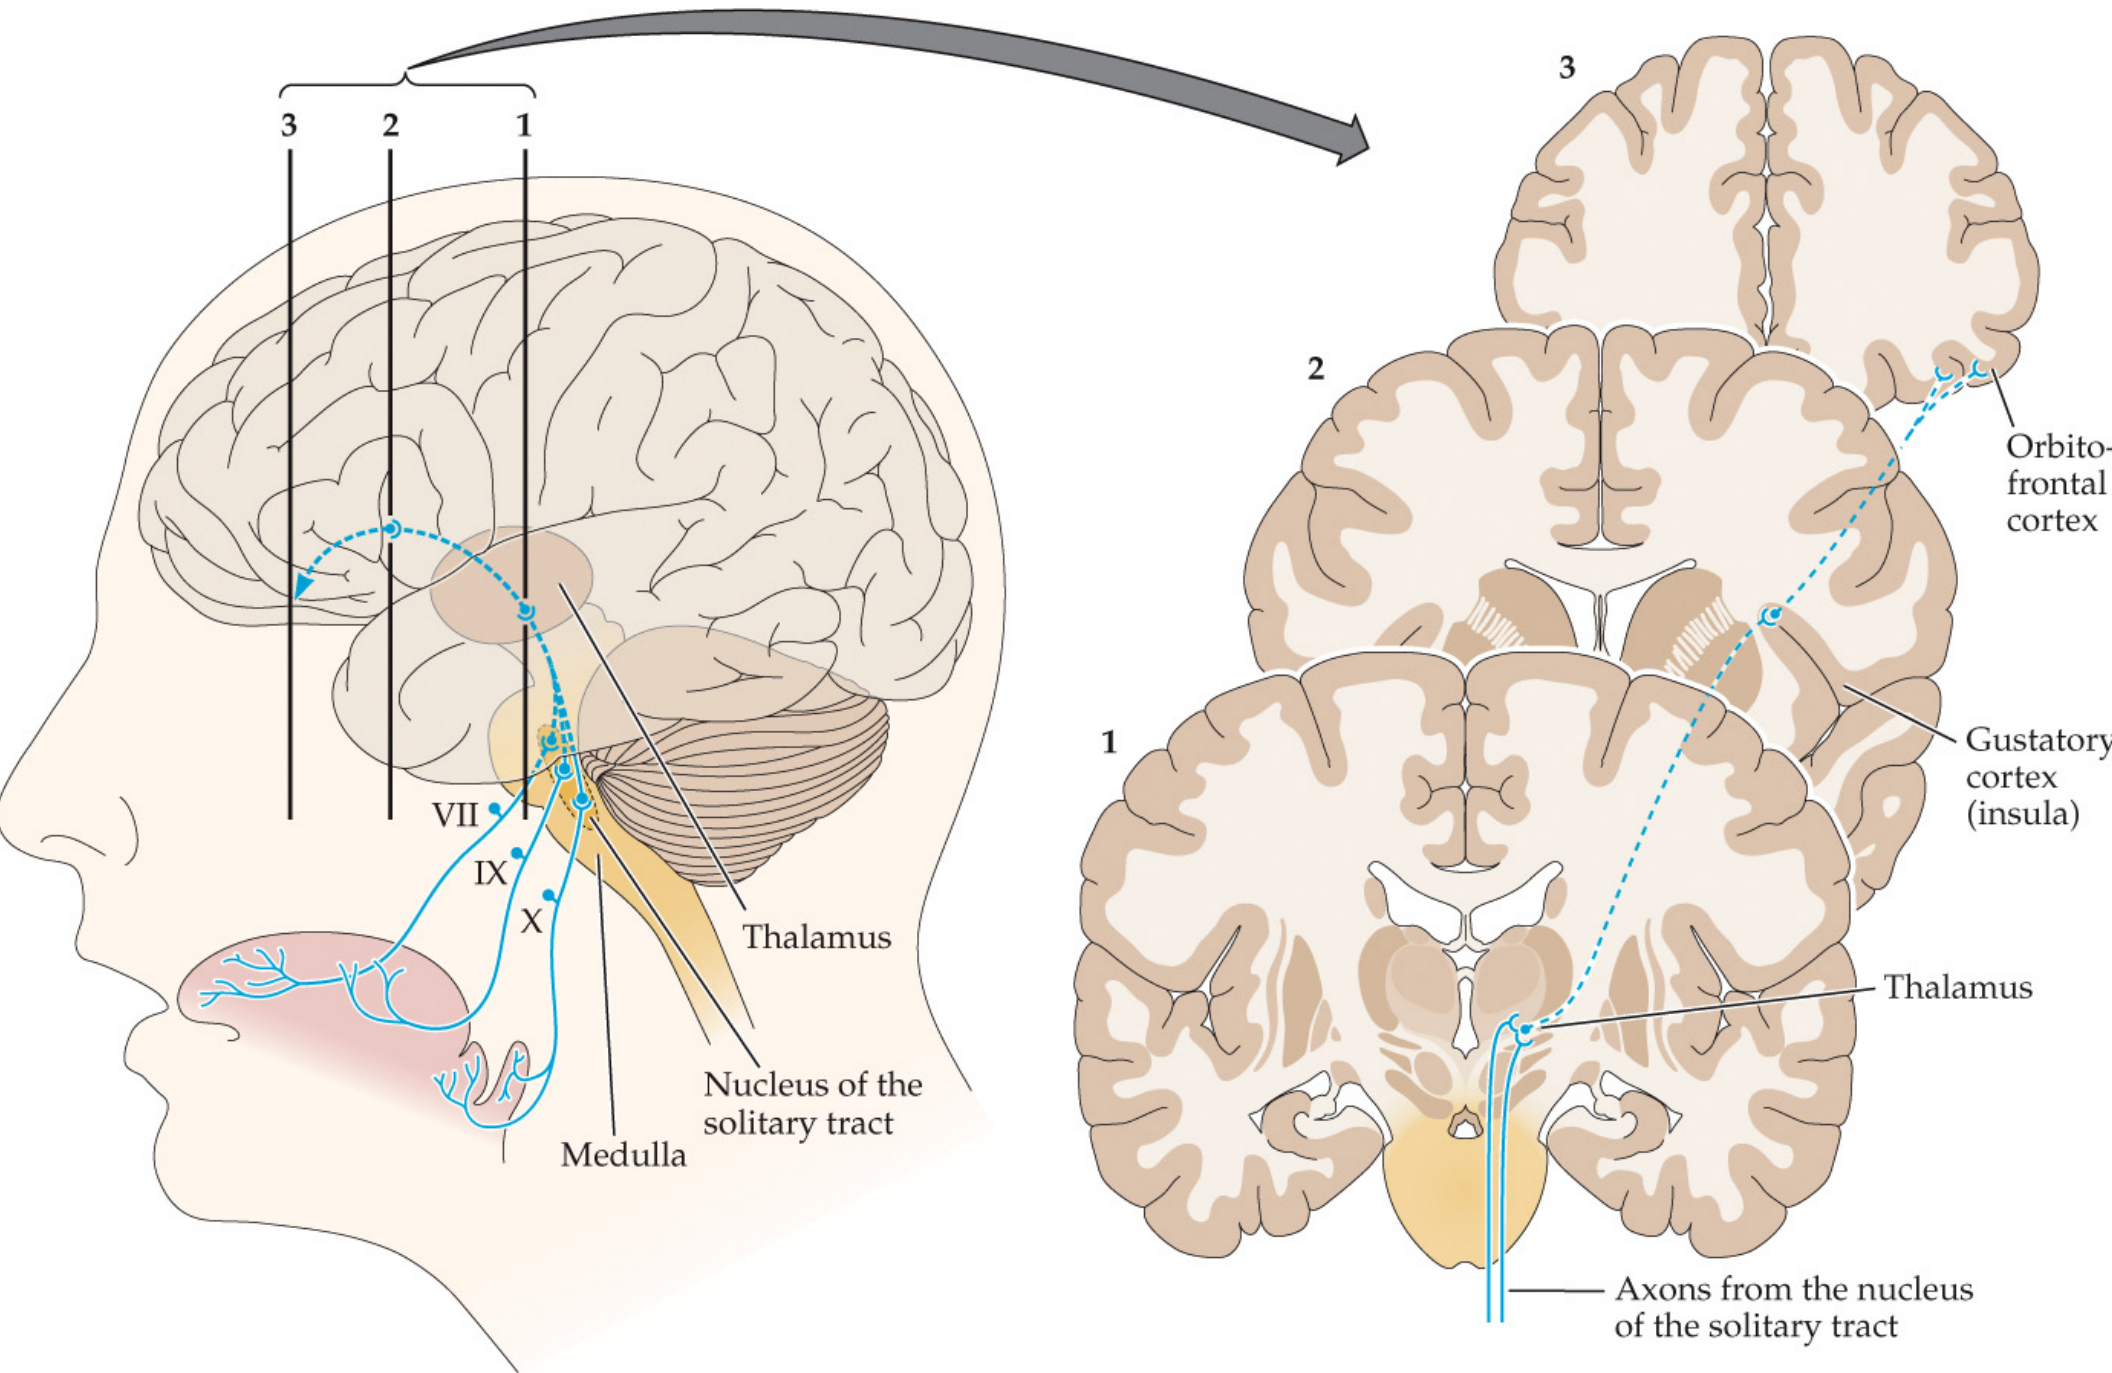 3
2
1
VII
IX
X
Thalamus
Nucleus of the
solitary tract
Medulla
3
Orbito-
frontal
cortex
2
Gustatory
cortex
(insula)
1
Thalamus
Axons from the nucleus
of the solitary tract